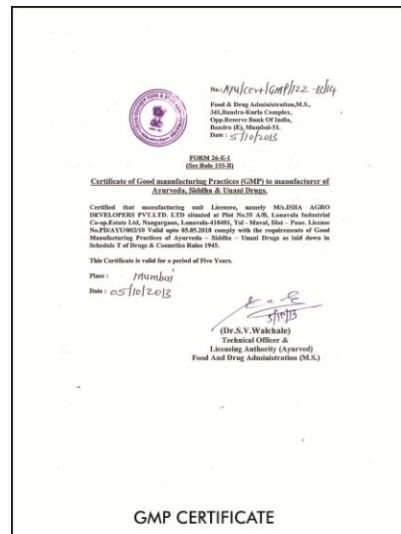 No.: Ayu/cert/GMP/122-13/14
Food & Drug Administration,M.S.,
341,Bandra-Kurla Complex,
Opp.Reserve Bank Of India,
Bandra (E), Mumbai-51.
Date : 5/10/2013
FORM 26-E-1
(See Rule 155-B)
Certificate of Good manufacturing Practices (GMP) to manufacturer of
Ayurveda, Siddha & Unani Drugs.
Certified that manufacturing unit Licensee, namely M/s.ISHA AGRO
DEVELOPERS PVT.LTD. LTD situated at Plot No.55 A/B, Lonavala Industrial
Co-op.Estate Ltd, Nangargaon, Lonavala-410401, Tal - Maval, Dist – Pune. License
No.PD/AYU/002/10 Valid upto 05.05.2018 comply with the requirements of Good
Manufacturing Practices of Ayurveda – Siddha – Unani Drugs as laid down in
Schedule T of Drugs & Cosmetics Rules 1945.
This Certificate is valid for a period of Five Years.
Place : Mumbai
Date : 05/10/2013
5/10/13
(Dr.S.V.Walchale)
Technical Officer &
Licensing Authority (Ayurved)
Food And Drug Administration (M.S.)
GMP CERTIFICATE